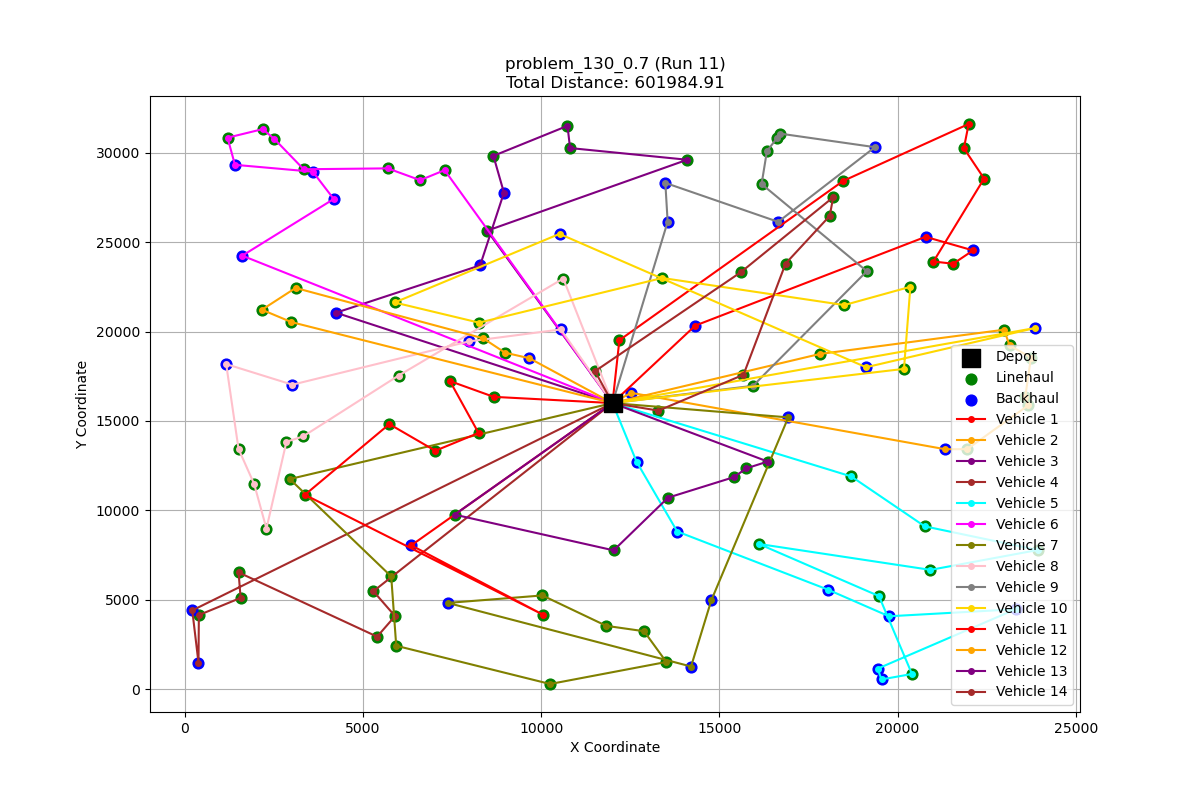 problem_130_0.7 (Run 11)
Total Distance: 601984.91
Y Coordinate
30000
25000
20000
15000
10000
5000
0
0 5000 10000 15000 20000 25000
X Coordinate
Depot
Linehaul
Backhaul
Vehicle 1
Vehicle 2
Vehicle 3
Vehicle 4
Vehicle 5
Vehicle 6
Vehicle 7
Vehicle 8
Vehicle 9
Vehicle 10
Vehicle 11
Vehicle 12
Vehicle 13
Vehicle 14